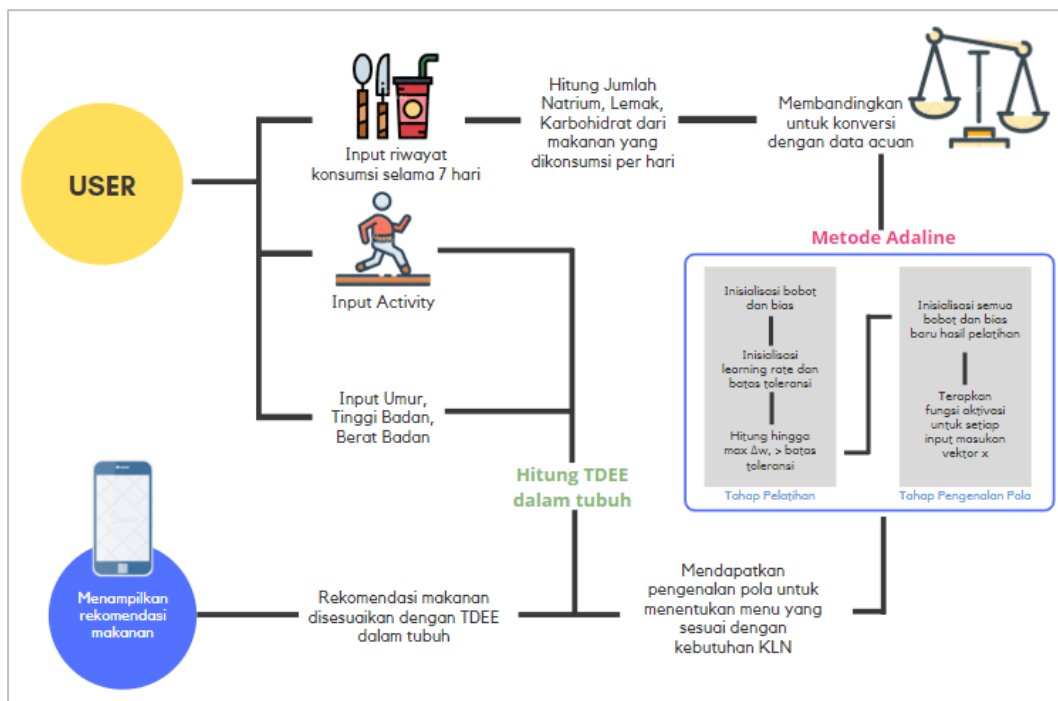 USER
Input riwayat
konsumsi selama 7 hari
Hitung Jumlah
Natrium, Lemak,
Karbohidrat dari
makanan yang
dikonsumsi per hari
Membandingkan
untuk konversi
dengan data acuan
Input Activity
Input Umur,
Tinggi Badan,
Berat Badan
Hitung TDEE
dalam tubuh
Metode Adaline
Inisialisasi bobot
dan bias
Inisialisasi
learning rate dan
batas toleransi
Hitung hingga
max Δw, > batas
toleransi
Tahap Pelatihan
Inisialisasi semua
bobot dan bias
baru hasil pelatihan
Terapkan
fungsi aktivasi
untuk setiap
input masukan
vektor x
Tahap Pengenalan Pola
Mendapatkan
pengenalan pola untuk
menentukan menu yang
sesuai dengan
kebutuhan KLN
Rekomendasi makanan
disesuaikan dengan TDEE
dalam tubuh
Menampilkan
rekomendasi
makanan